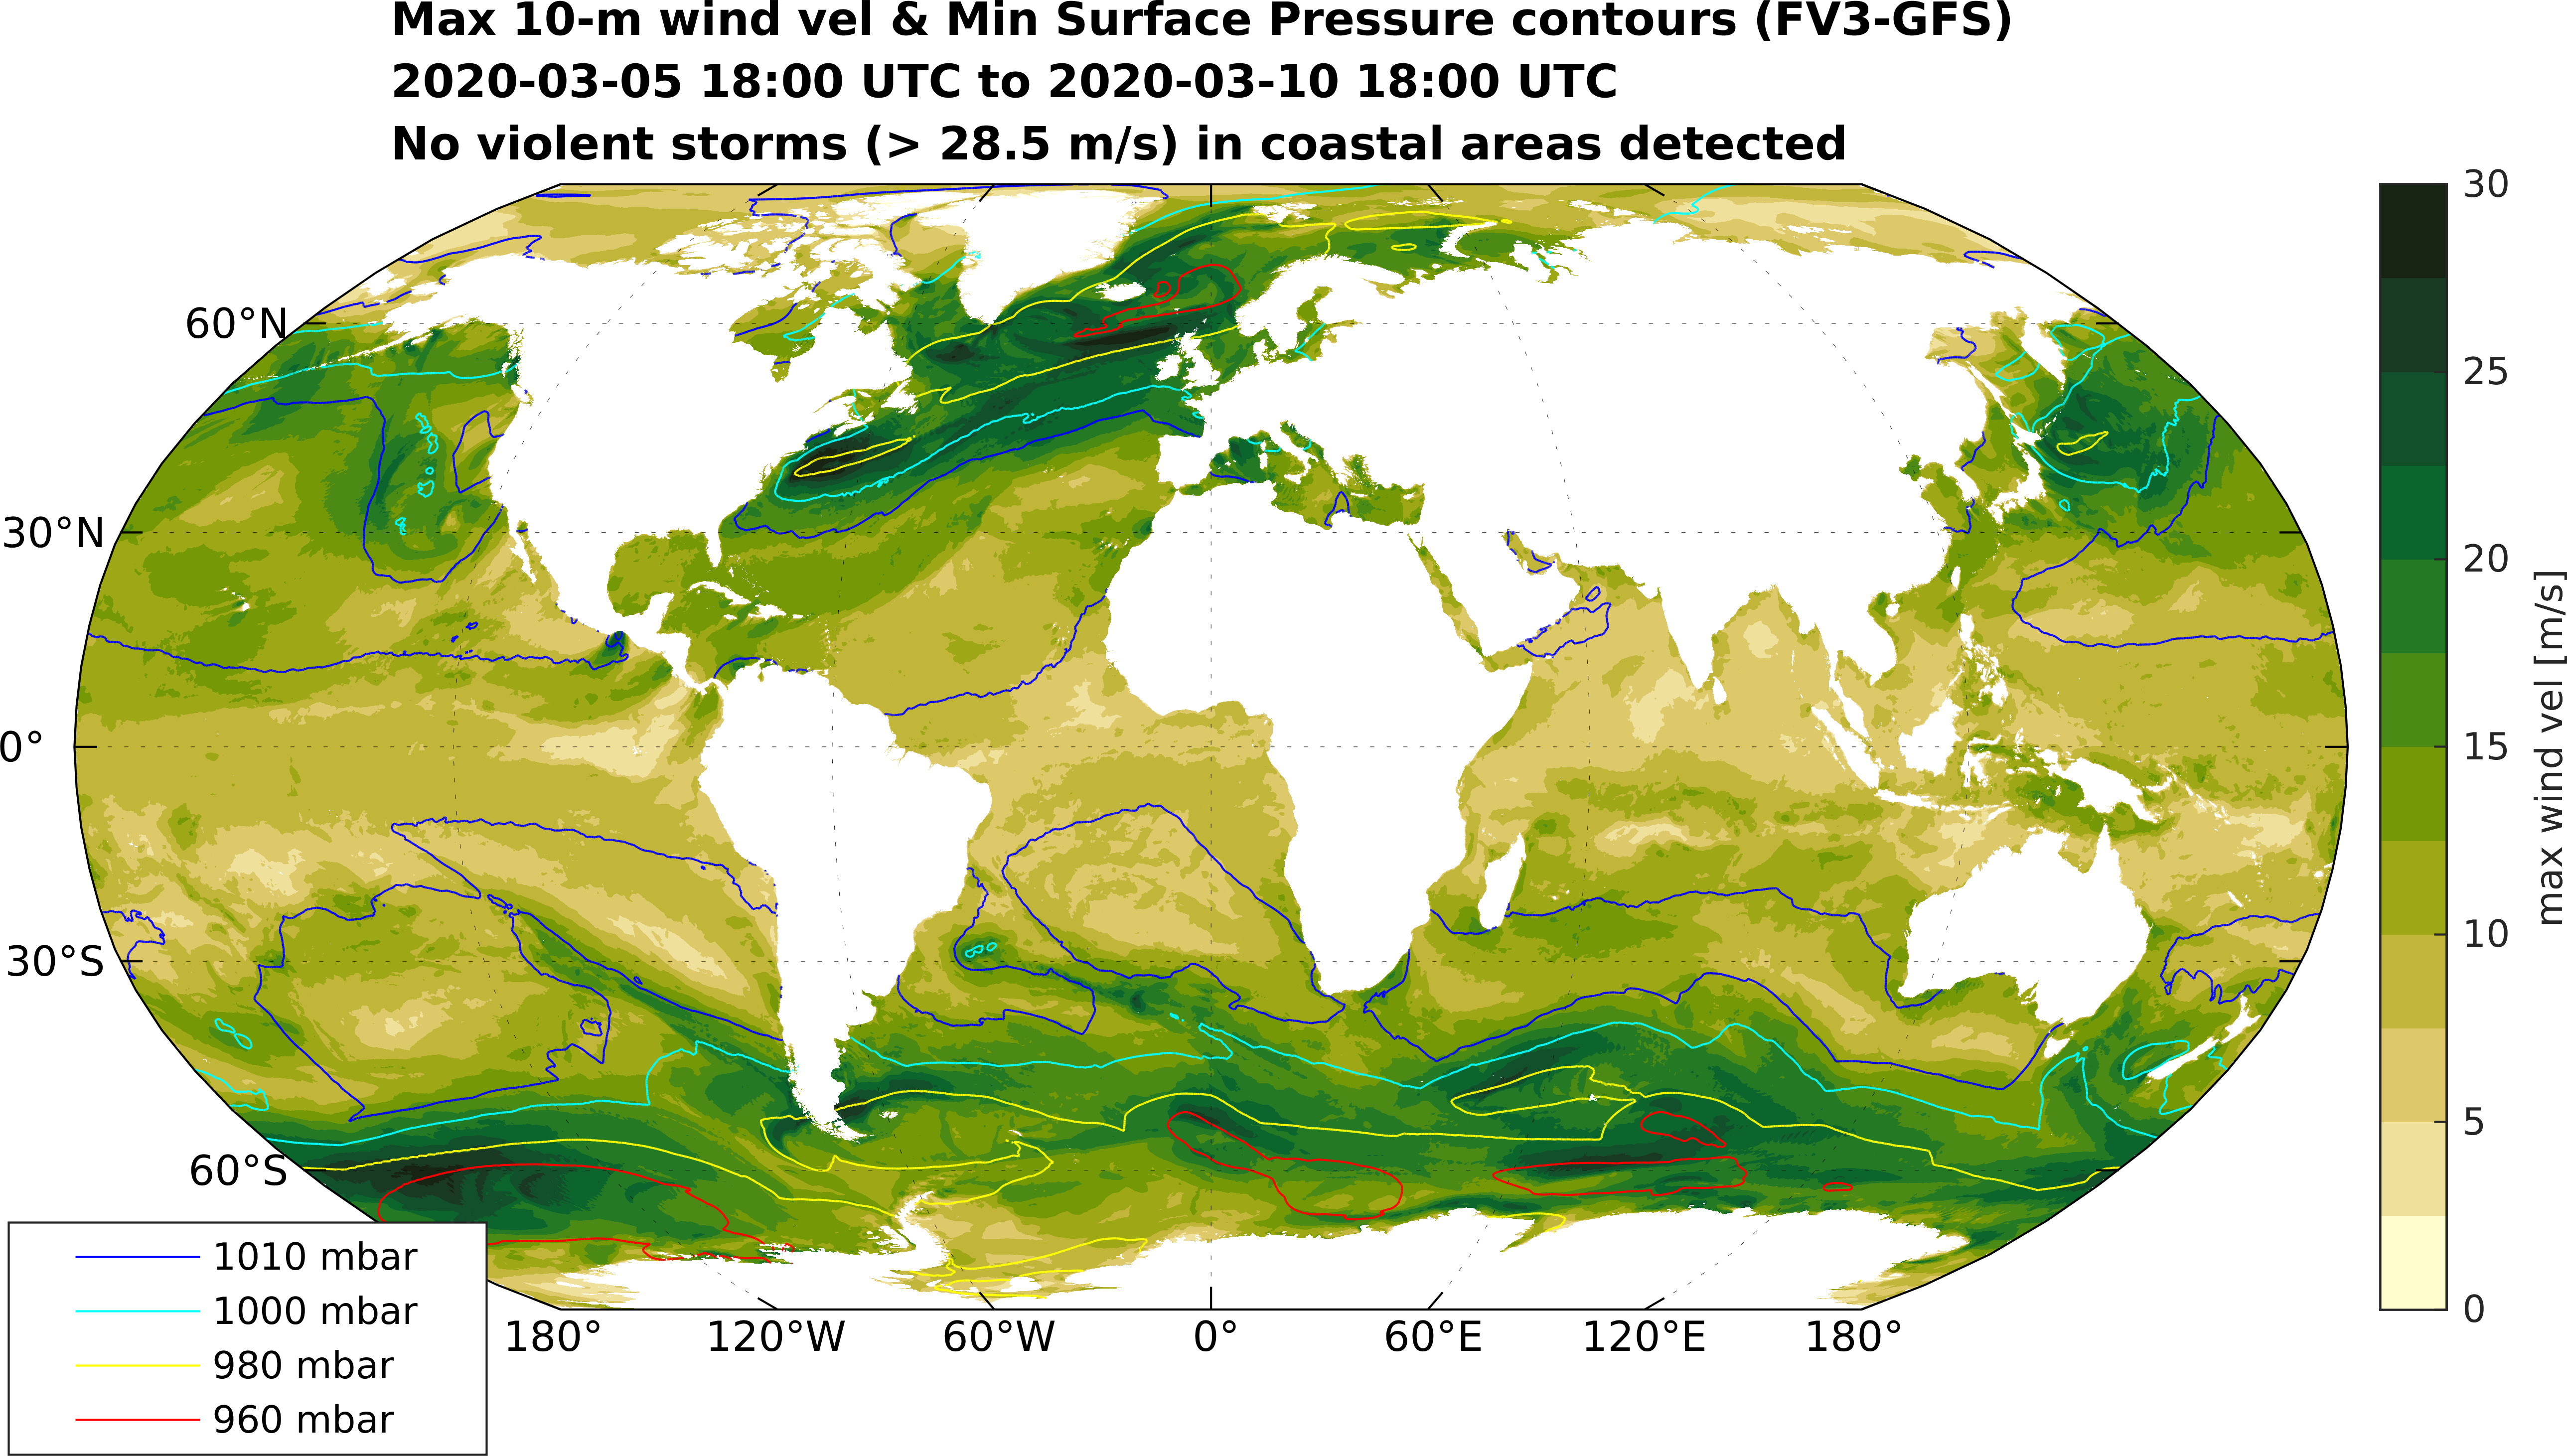 Max 10-m wind vel & Min Surface Pressure contours (FV3-GFS)
2020-03-05 18:00 UTC to 2020-03-10 18:00 UTC
No violent storms (> 28.5 m/s) in coastal areas detected
60°N
30°N
0°
30°S
60°S
180°
120°W
60°W
0°
60°E
120°E
180°
1010 mbar
1000 mbar
980 mbar
960 mbar
30
25
20
15
10
5
0
max wind vel [m/s]